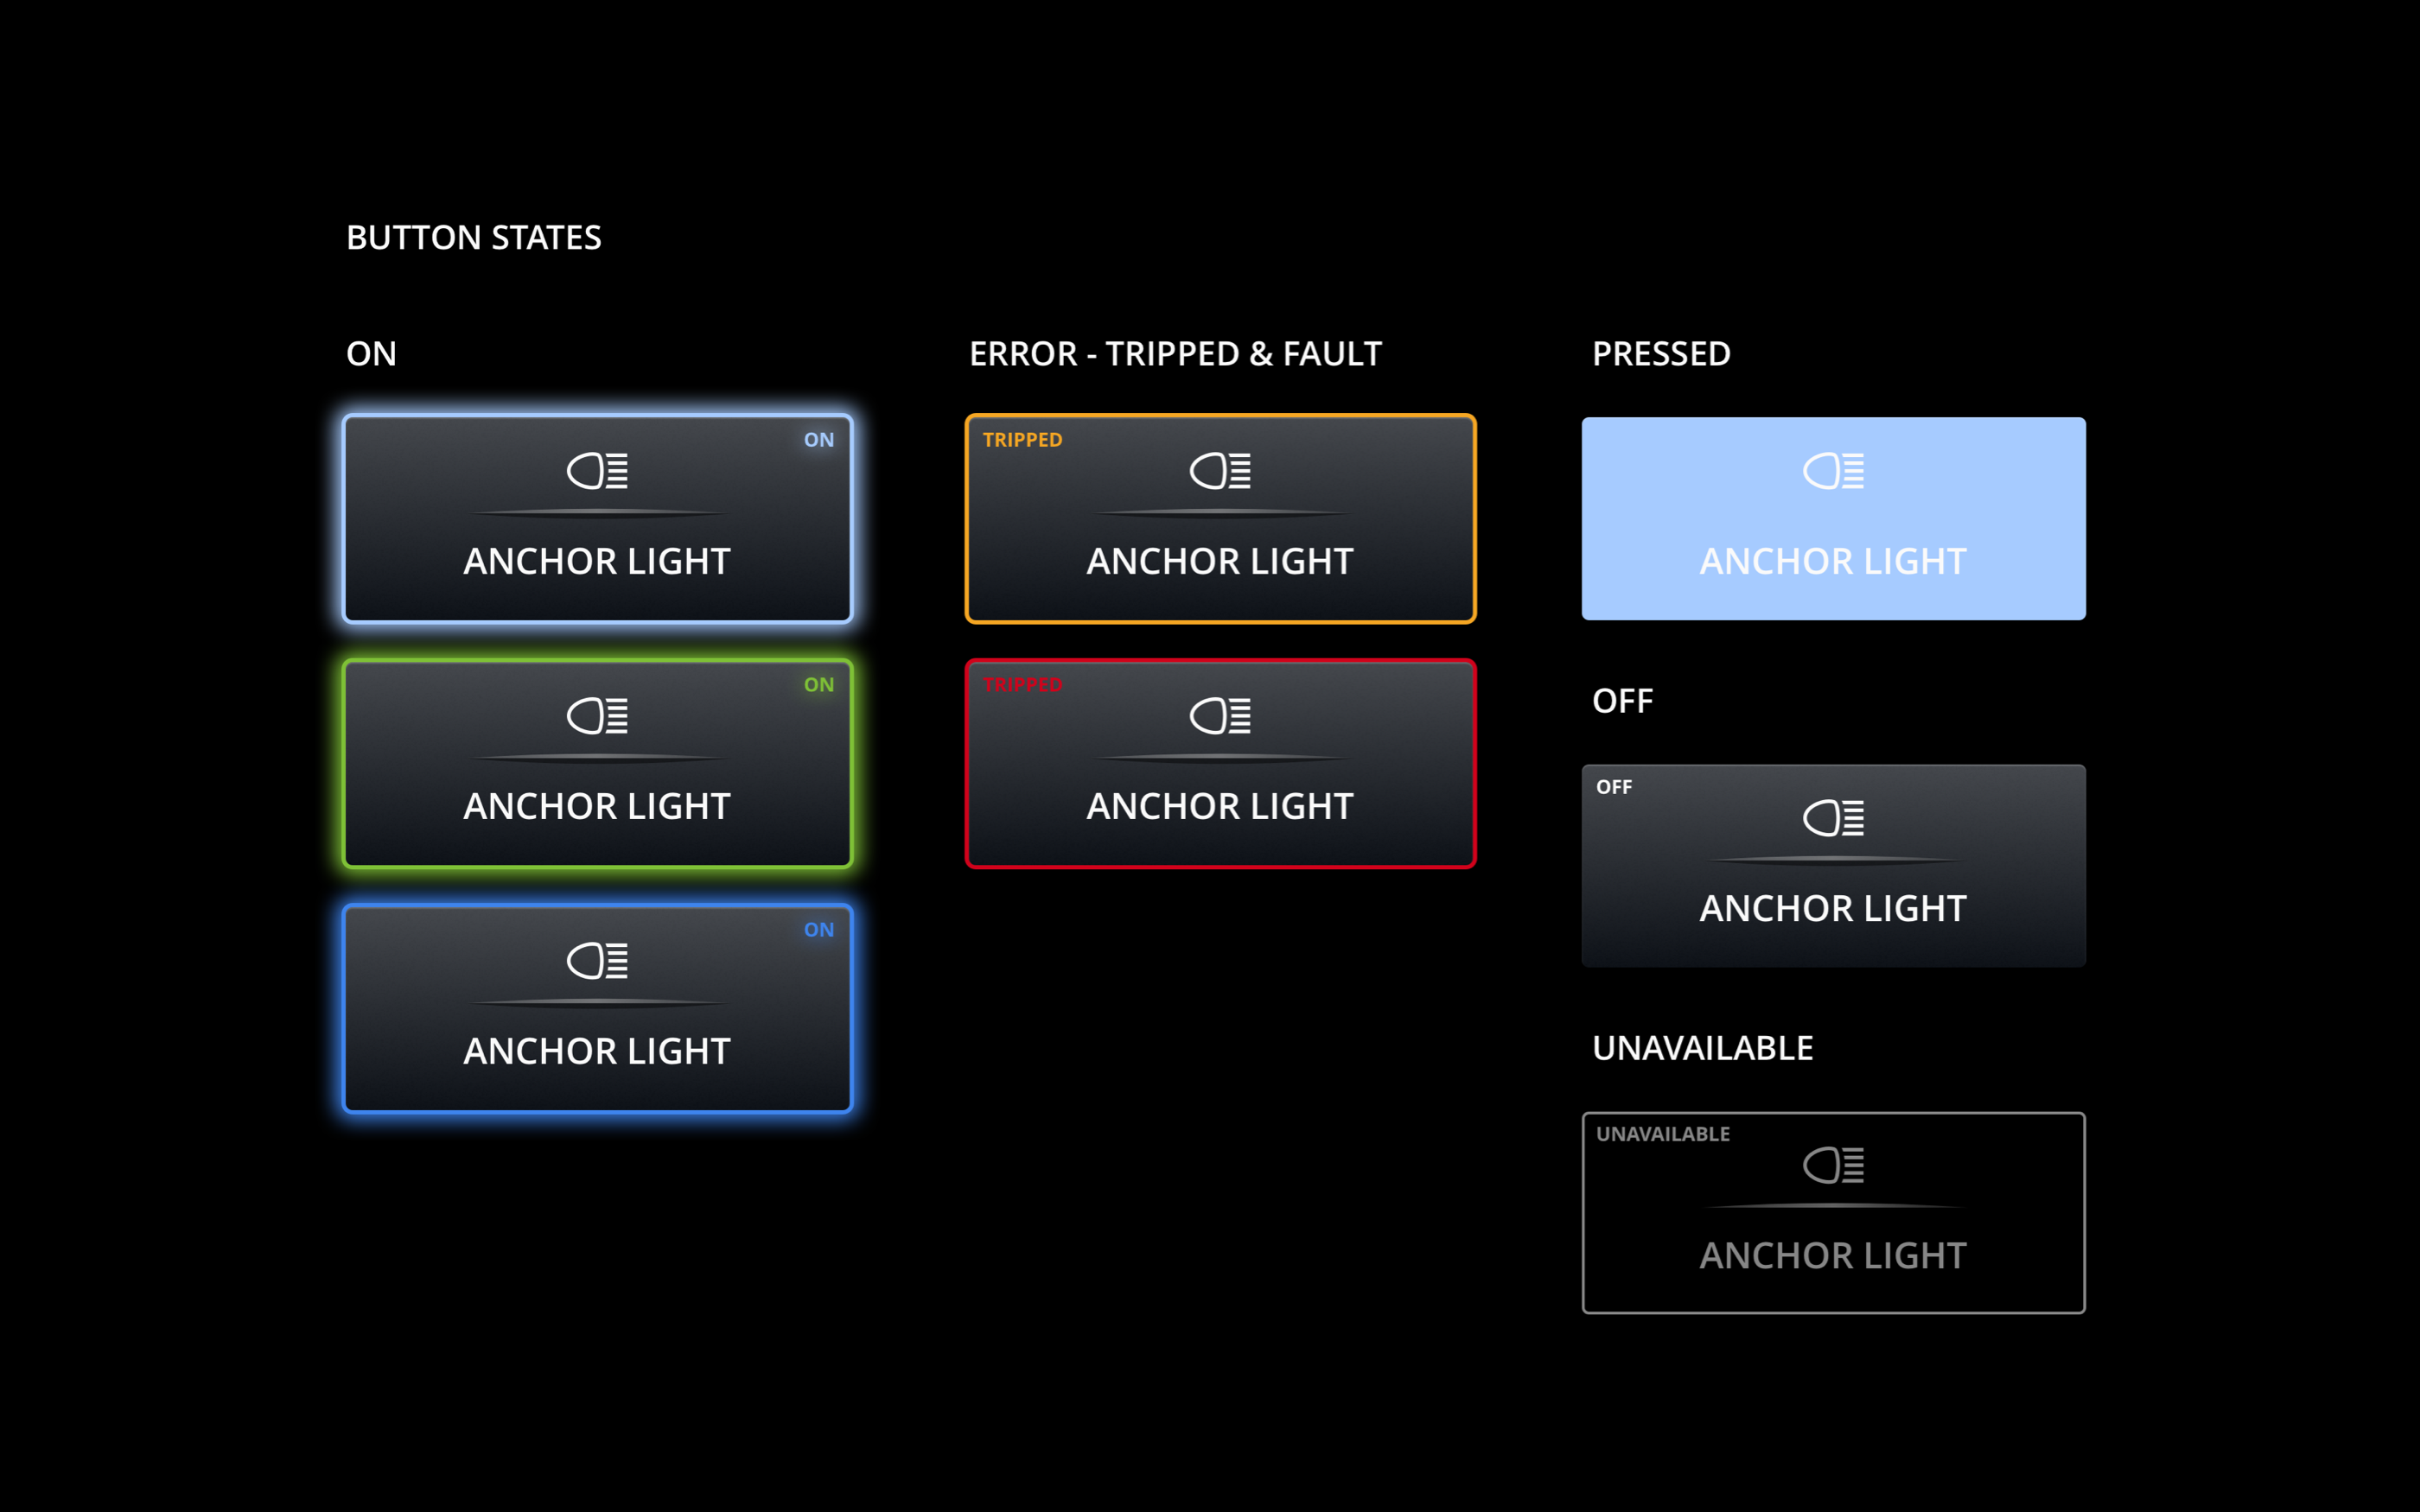 BUTTON STATES
ON
ON
ANCHOR LIGHT
ON
ANCHOR LIGHT
ON
ANCHOR LIGHT
ERROR - TRIPPED & FAULT
TRIPPED
ANCHOR LIGHT
TRIPPED
ANCHOR LIGHT
PRESSED
ANCHOR LIGHT
OFF
OFF
ANCHOR LIGHT
UNAVAILABLE
UNAVAILABLE
ANCHOR LIGHT